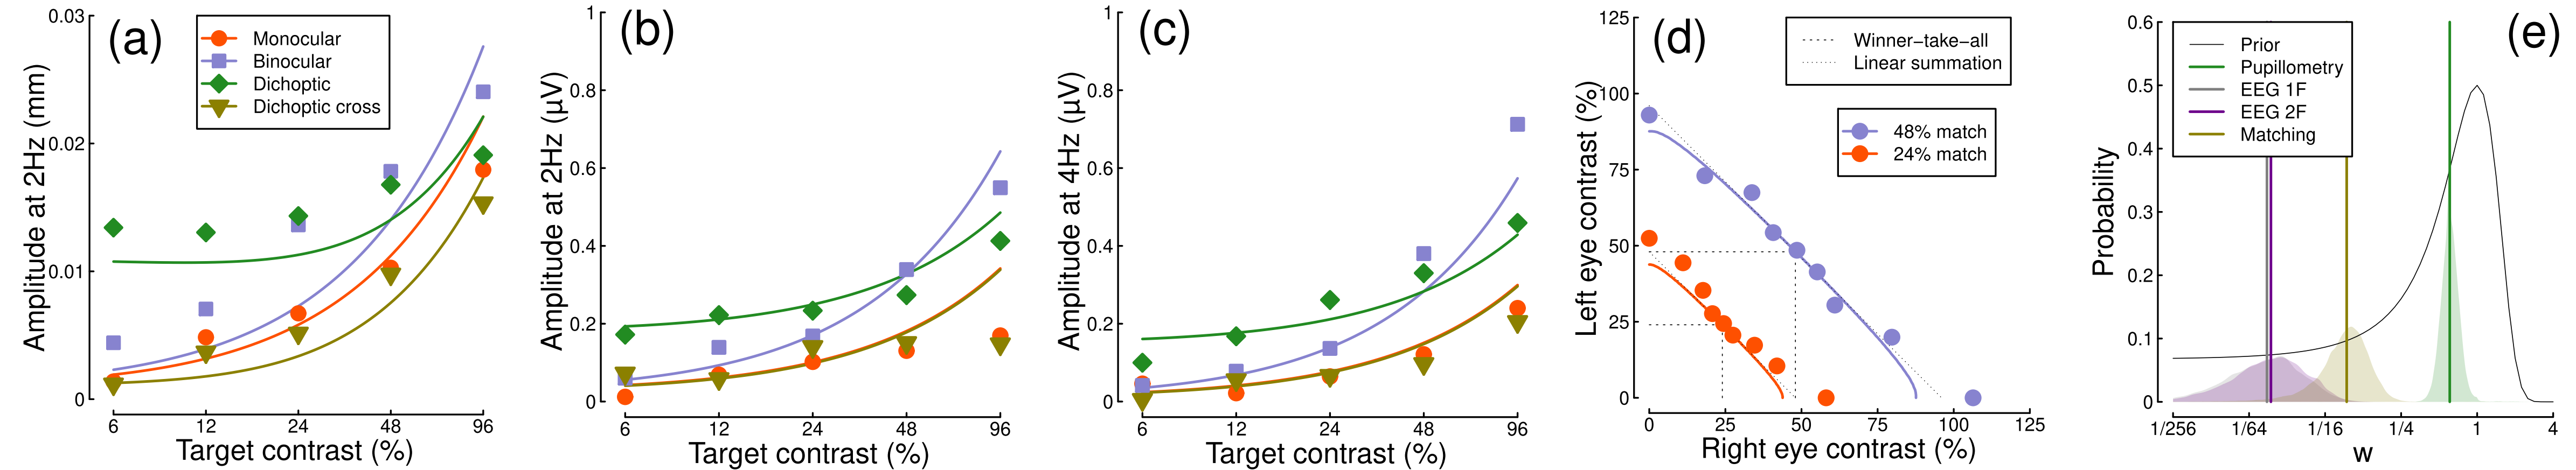 (a)
Monocular
Binocular
Dichoptic
Dichoptic cross
Amplitude at 2Hz (mm)
0.03
0.02
0.01
0
6 12 24 48 96
Target contrast (%)
(b)
Amplitude at 2Hz (µV)
1
0.8
0.6
0.4
0.2
0
6 12 24 48 96
Target contrast (%)
(c)
Amplitude at 4Hz (µV)
1
0.8
0.6
0.4
0.2
0
6 12 24 48 96
Target contrast (%)
(d)
Winner−take−all
Linear summation
48% match
24% match
Left eye contrast (%)
125
100
75
50
25
0
0 25 50 75 100 125
Right eye contrast (%)
(e)
Prior
Pupillometry
EEG 1F
EEG 2F
Matching
Probability
0.6
0.5
0.4
0.3
0.2
0.1
0
1/256 1/64 1/16 1/4 1 4
w